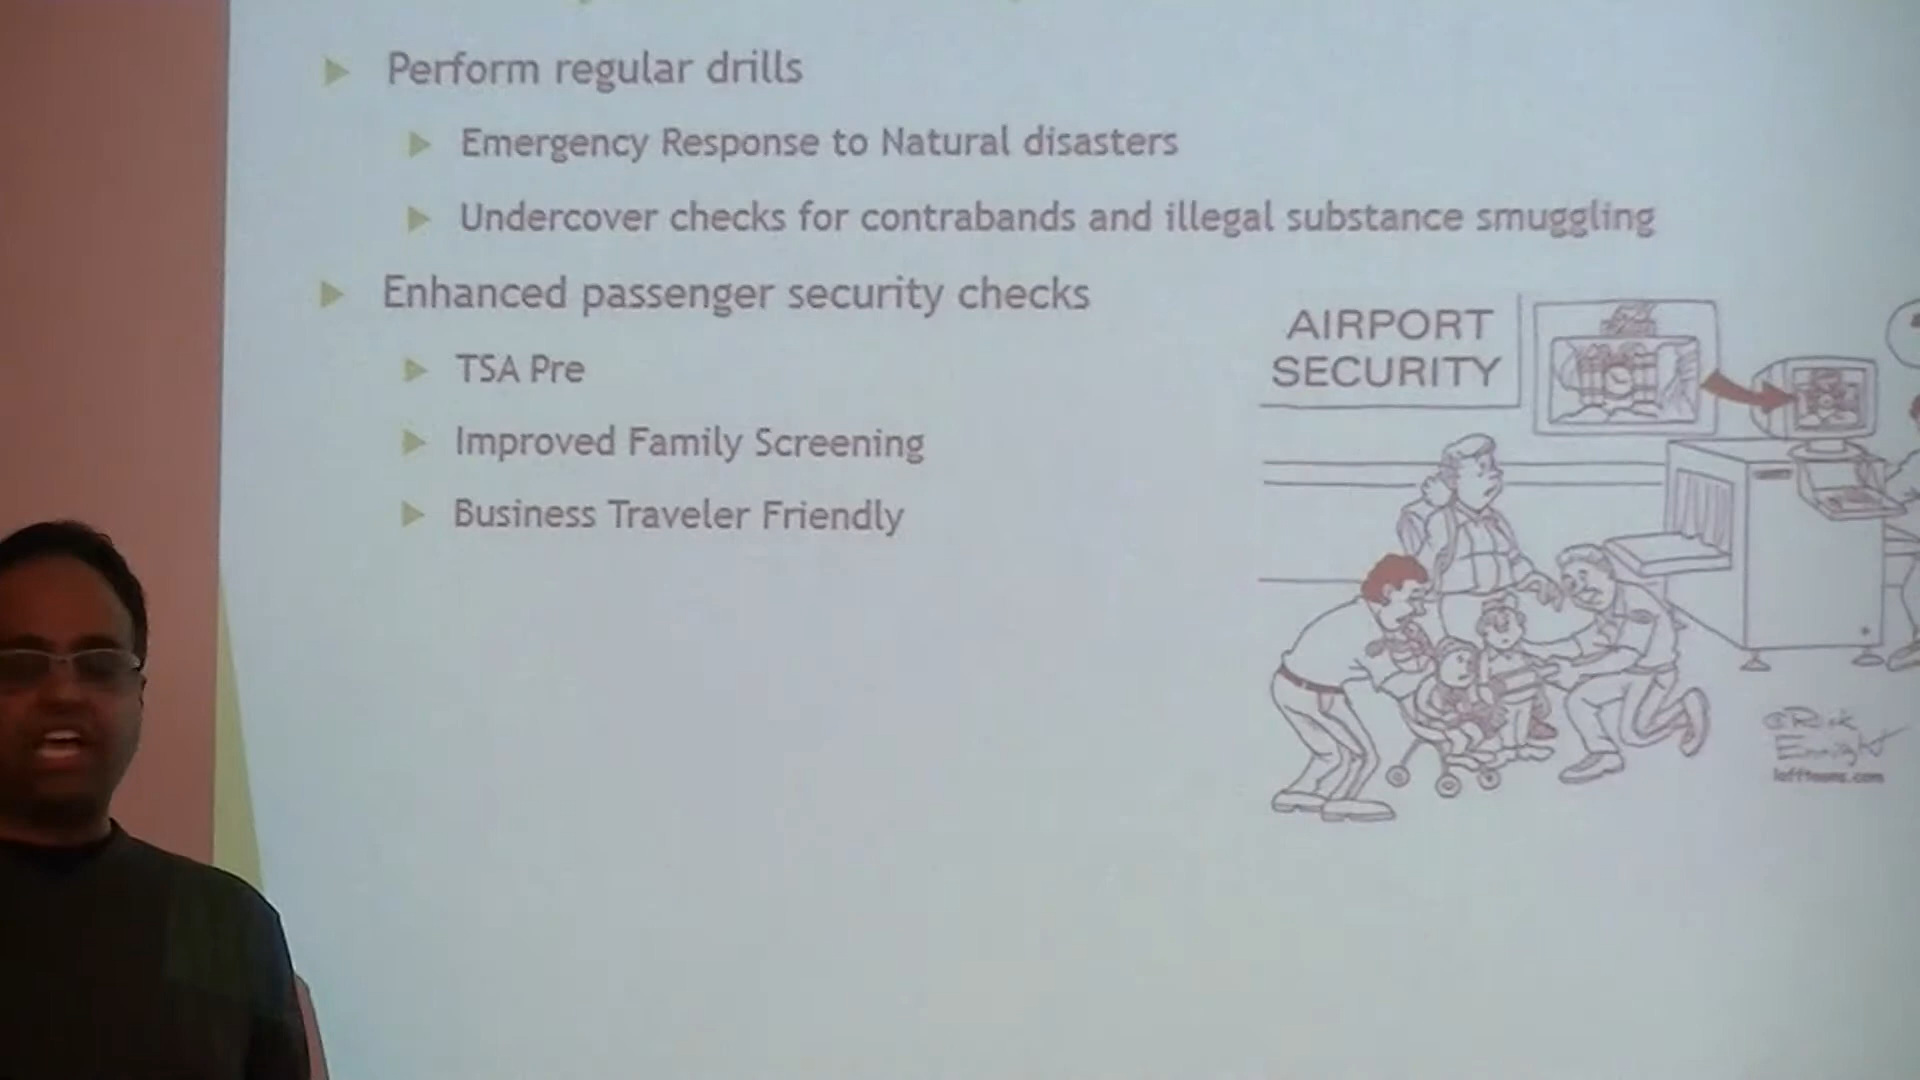 Perform regular drills
Emergency Response to Natural disasters
Undercover checks for contrabands and illegal substance smuggling
Enhanced passenger security checks
TSA Pre
Improved Family Screening
Business Traveler Friendly
AIRPORT
SECURITY